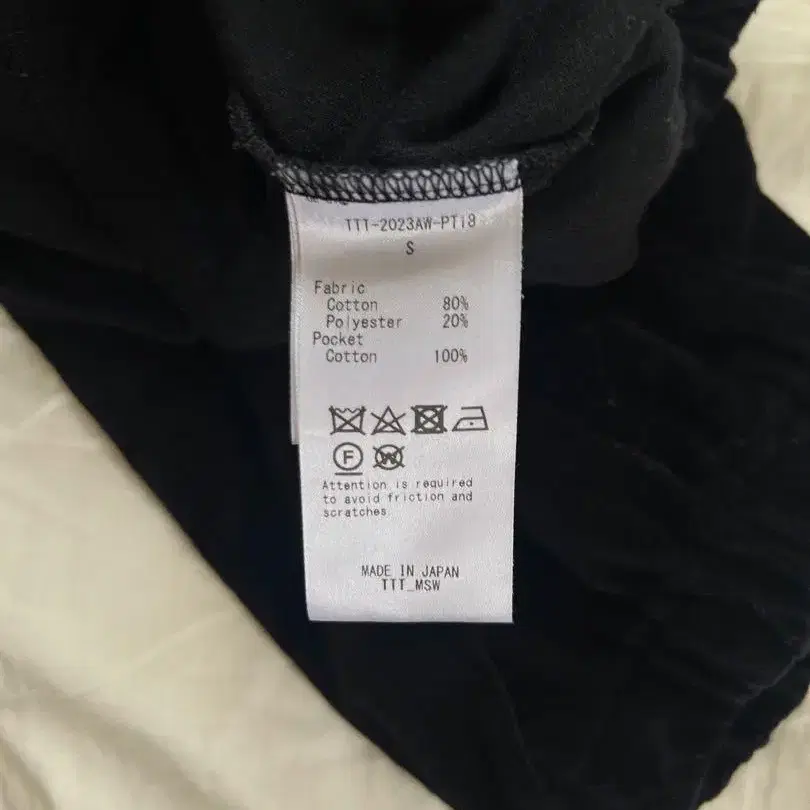 TTT-2023AW-PT18
S
Fabric
Cotton 80%
Polyester 20%
Pocket
Cotton 100%
F
W
Attention is required
to avoid friction and
scratches.
MADE IN JAPAN
TTT_MSW